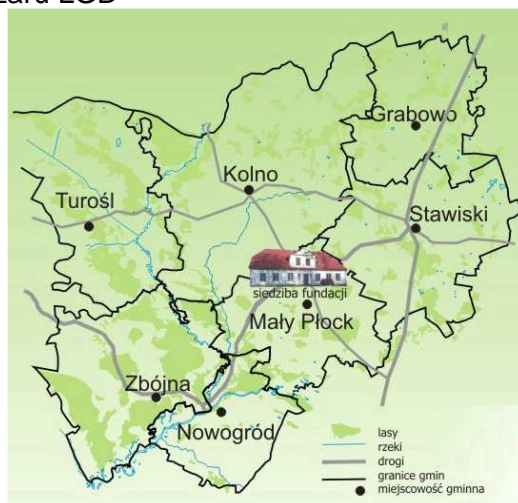 Grabowo
Kolno
Turośl
Stawiski
siedziba fundacji
Mały Płock
Zbójna
Nowogród
lasy
rzeki
drogi
granice gmin
miejscowość gminna